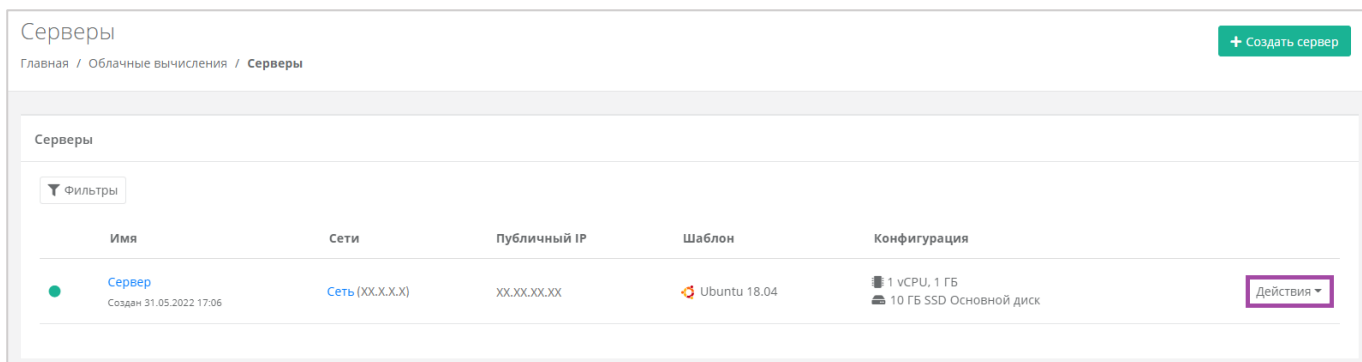 Серверы
+ Создать сервер
Главная / Облачные вычисления / Серверы
Серверы
Фильтры
Имя Сети Публичный IP Шаблон Конфигурация
Сервер Сеть (XX.X.X.X) XX.XX.XX.XX Ubuntu 18.04 1 vCPU, 1 ГБ Действия
Создан 31.05.2022 17:06 10 ГБ SSD Основной диск